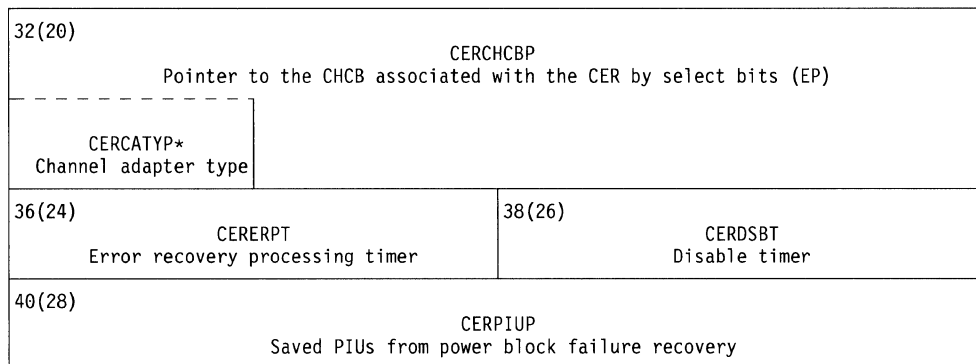 32(20)
CERCHCBP
Pointer to the CHCB associated with the CER by select bits (EP)
CERCATYP*
Channel adapter type
36(24)
CERERPT
Error recovery processing timer
38(26)
CERDSBT
Disable timer
40(28)
CERPIUP
Saved PIUs from power block failure recovery